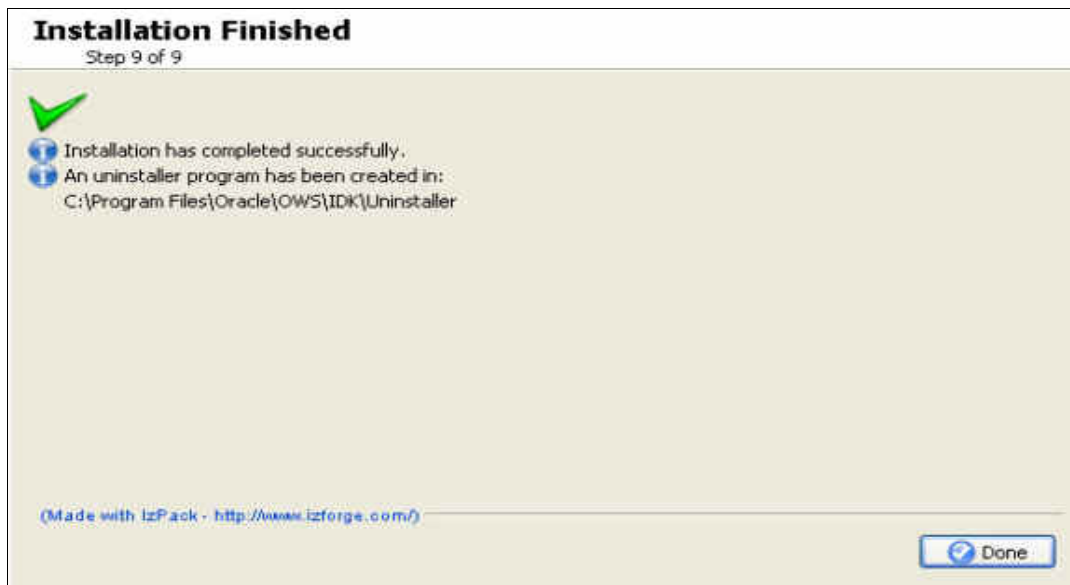 Installation Finished
Step 9 of 9
Installation has completed successfully.
An uninstaller program has been created in:
C:\Program Files\Oracle\OWS\IDK\Uninstaller
(Made with IzPack - http://www.izforge.com/)
Done